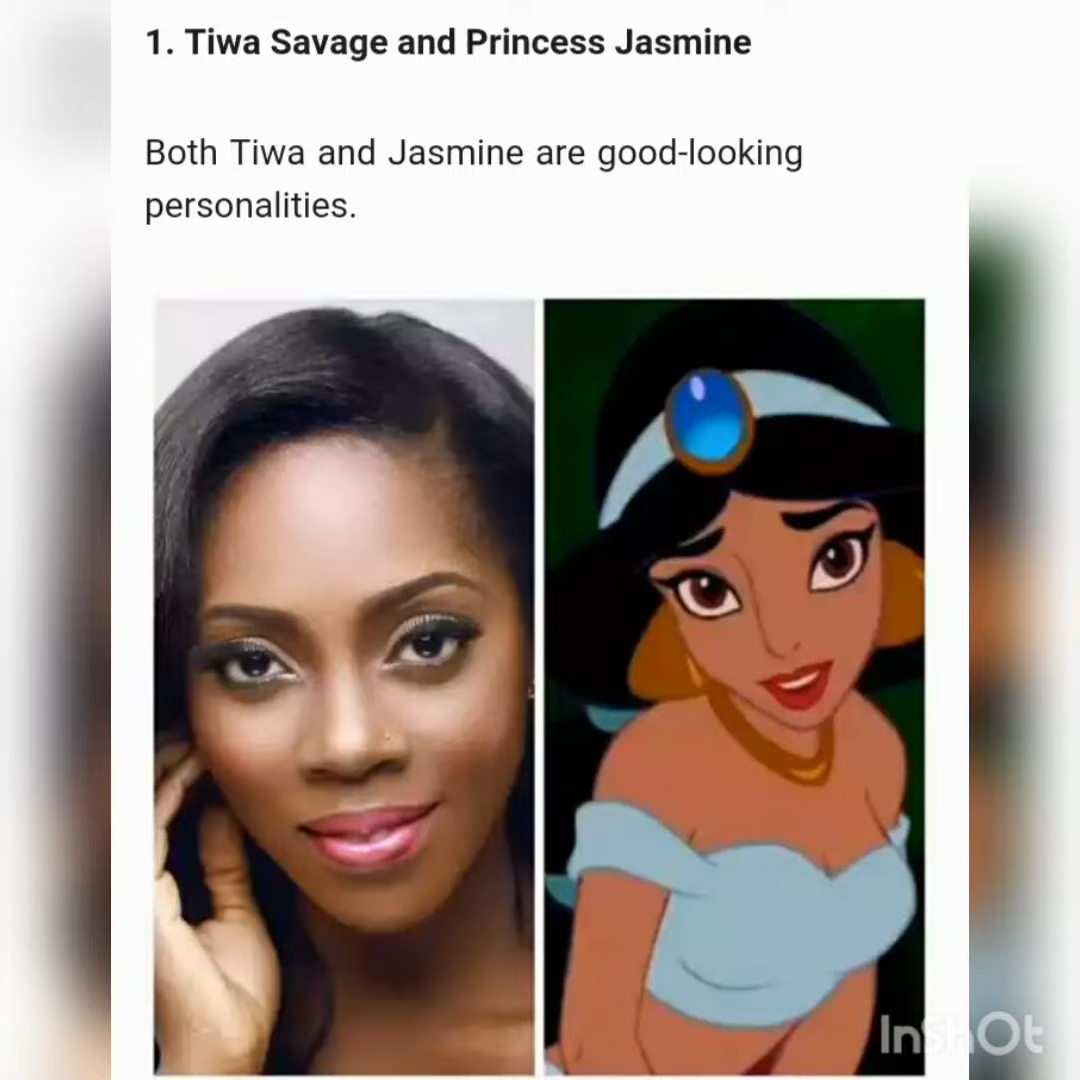 1. Tiwa Savage and Princess Jasmine
Both Tiwa and Jasmine are good-looking
personalities.
InShOt